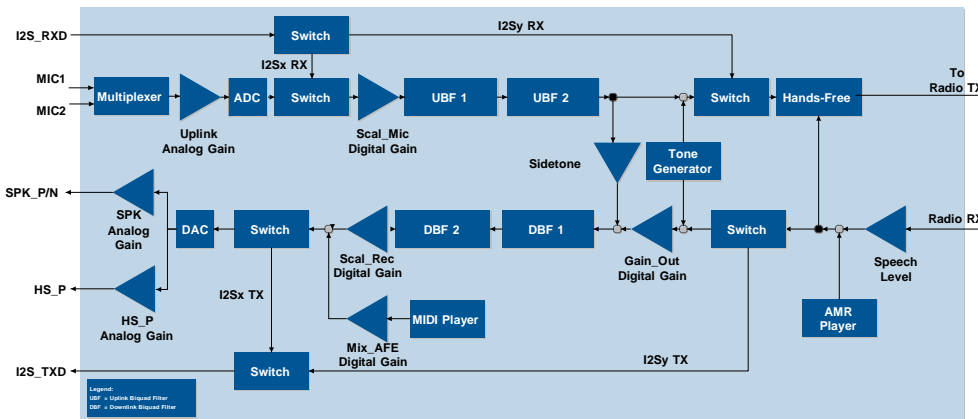 I2S_RXD
Switch
I2Sy RX
I2Sx RX
To
Radio TX
MIC1
MIC2
Multiplexer
ADC
Switch
UBF 1
UBF 2
Switch
Hands-Free
Uplink
Analog Gain
Scal_Mic
Digital Gain
Sidetone
Tone
Generator
SPK_P/N
SPK
Analog
Gain
DAC
Switch
Scal_Rec
Digital Gain
DBF 2
DBF 1
Gain_Out
Digital Gain
Switch
Speech
Level
Radio RX
HS_P
HS_P
Analog Gain
I2Sx TX
Mix_AFE
Digital Gain
MIDI Player
AMR
Player
I2S_TXD
Switch
I2Sy TX
Legend:
UBF = Uplink Biquad Filter
DBF = Downlink Biquad Filter